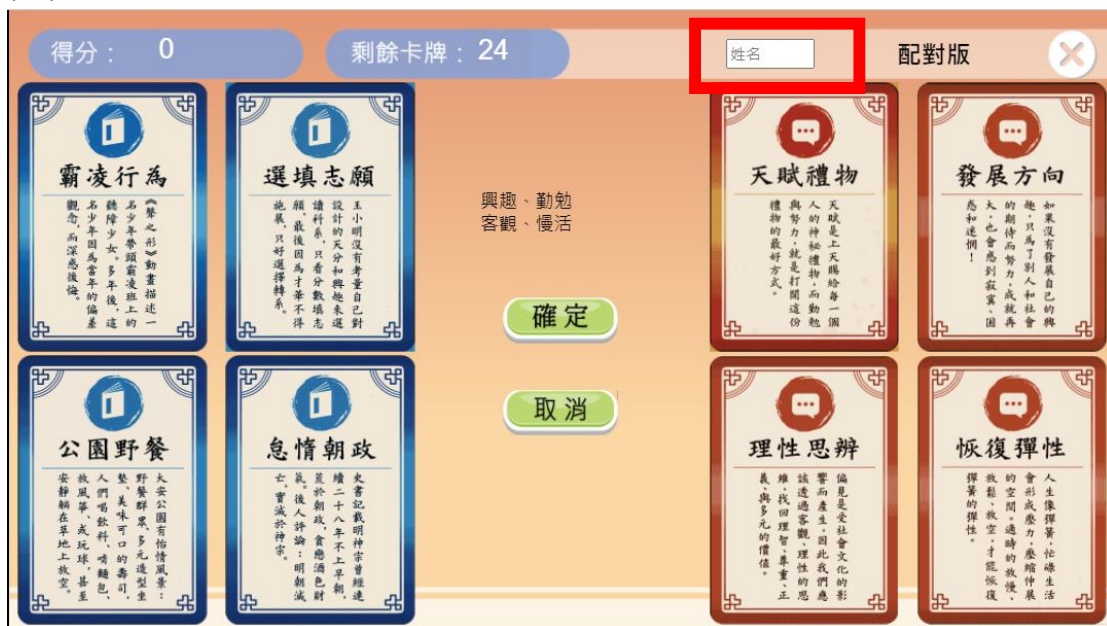 得分： 0
剩餘卡牌：24
姓名
配對版
霸凌行為
《聲之形》動畫描述一
名少年帶頭霸凌班上的
聽障少女。多年後，這
名少年因為當年的偏差
觀念，而深感後悔。
選填志願
王小明沒有考量自己對
設計的天分和興趣來選
讀科系，只看分數填志
願，最後因為才華不得
施展，只好選擇轉系。
興趣、勤勉
客觀、慢活
確定
取消
天賦禮物
天賦是上天賜給每一個
人的神祕禮物，而勤勉
與努力，就是打開這份
禮物的最好方式。
發展方向
如果沒有發展自己的興
趣，只為了別人和社會
的期待而努力，成就再
大，也會感到寂寞、困
惑和迷惘！
公園野餐
大安公園有怡情風景：
野餐群眾、多元造型坐
墊、美味可口的壽司，
人們喝飲料、啃麵包、
放風箏、或玩球，甚至
安靜躺在草地上放空。
怠惰朝政
史書記載明神宗曾經連
續二十八年不上早朝，
荒於朝政，貪戀酒色財
氣。後人評論：明朝滅
亡，實滅於神宗。
理性思辨
偏見是受社會文化的影
響而產生，因此我們應
該透過客觀、理性的思
維，找回理智、尊重、正
義、與多元的價值。
恢復彈性
人生像彈簧，忙碌生活
會形成壓力，壓縮伸展
的空間。適時的放慢、
放鬆、放空，才能恢復
彈簧的彈性。